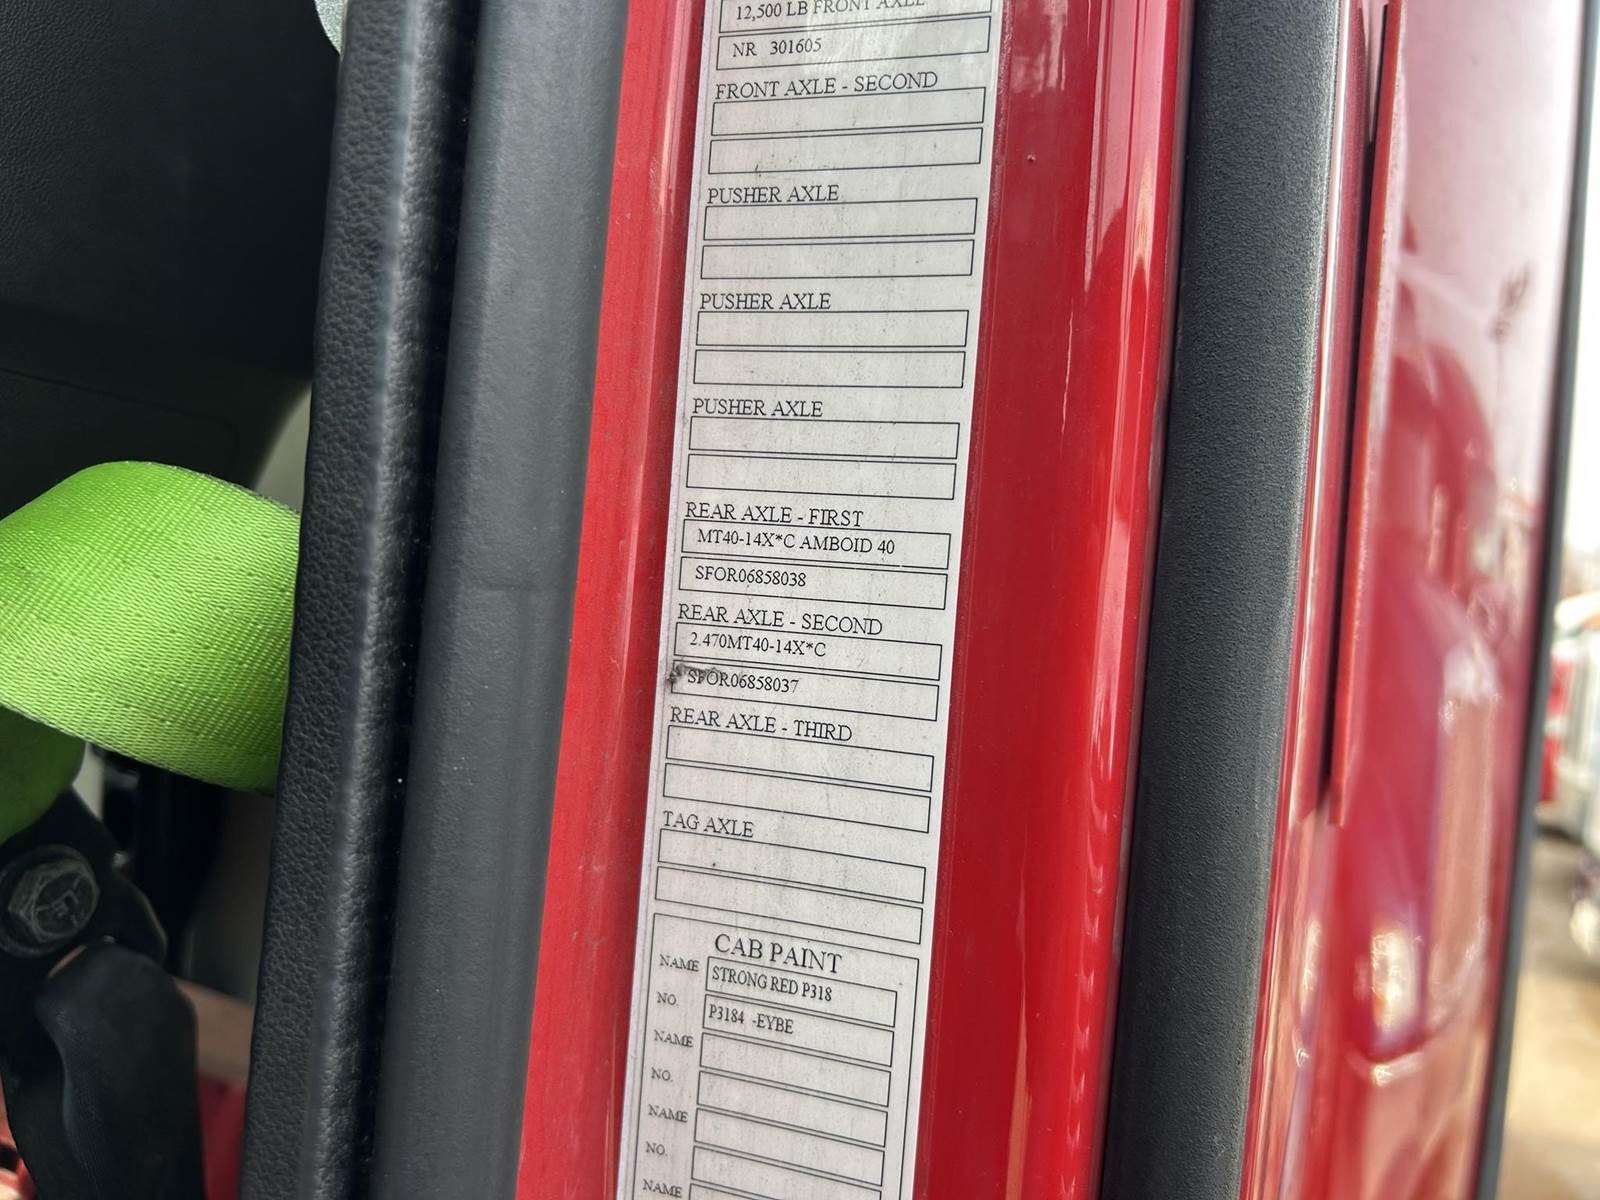 12,500 LB FRONT AXLE
NR 301605
FRONT AXLE - SECOND
PUSHER AXLE
PUSHER AXLE
PUSHER AXLE
REAR AXLE - FIRST
MT40-14X*C AMBOID 40
SFOR06858038
REAR AXLE - SECOND
2.470MT40-14X*C
SFOR06858037
REAR AXLE - THIRD
TAG AXLE
CAB PAINT
NAME STRONG RED P318
NO. P3184 -EYBE
NAME
NO.
NAME
NO.
NAME